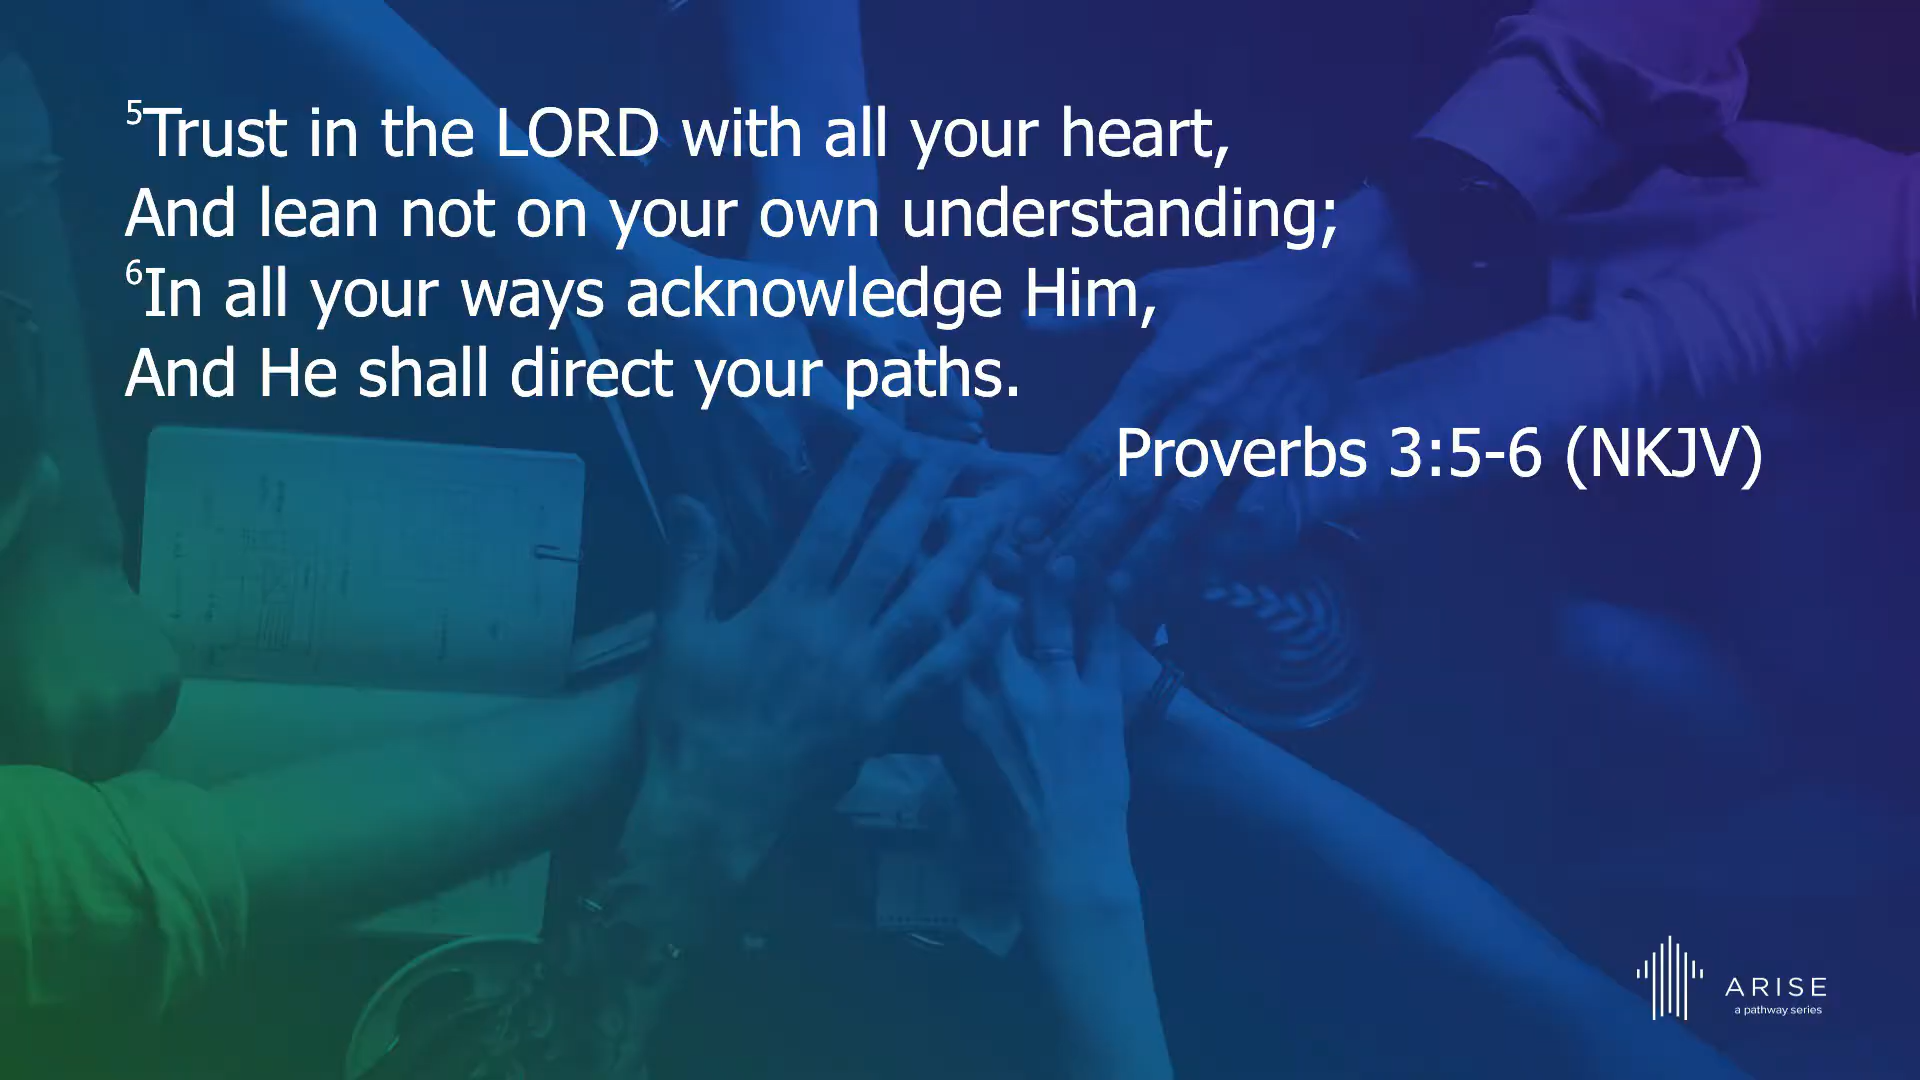 ⁵Trust in the LORD with all your heart,
And lean not on your own understanding;
⁶In all your ways acknowledge Him,
And He shall direct your paths.
Proverbs 3:5-6 (NKJV)
ARISE
a pathway series